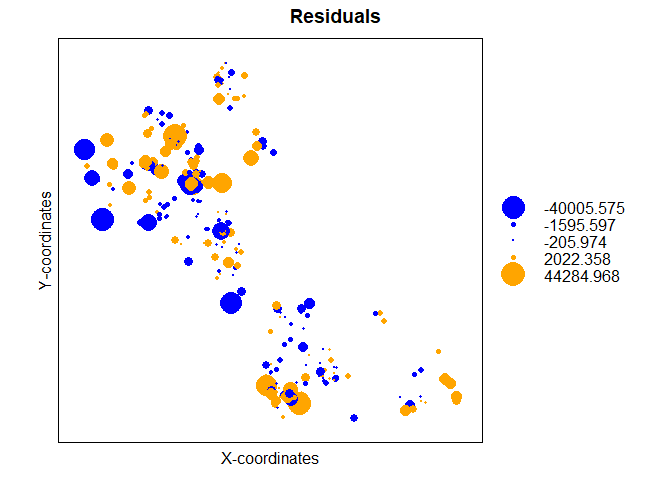 Residuals
Y-coordinates
-40005.575
-1595.597
-205.974
2022.358
44284.968
X-coordinates